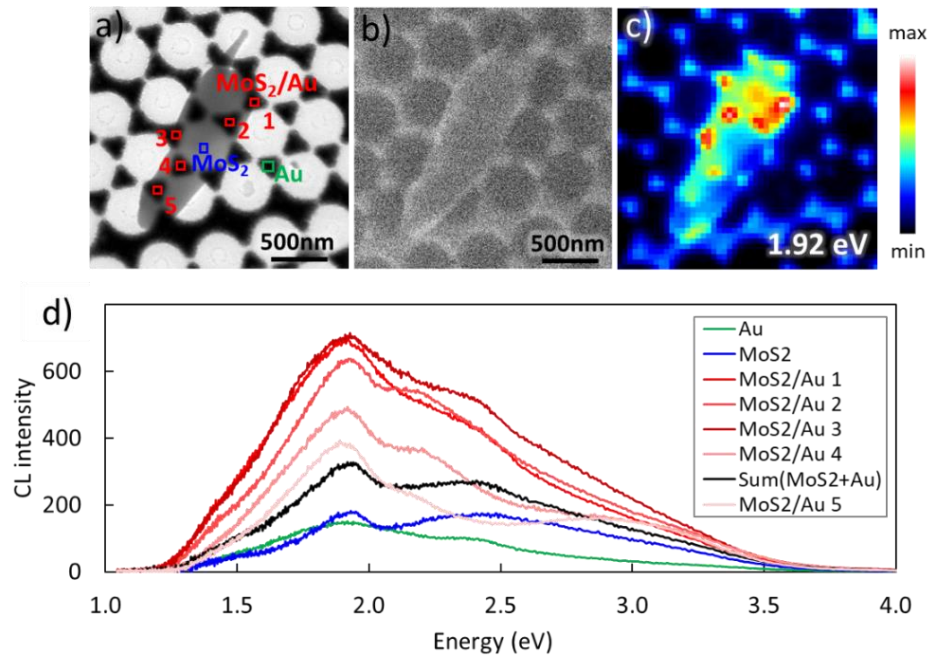 a)
MoS₂/Au
1
2
3
MoS₂
4
Au
5
500nm
b)
500nm
c)
1.92 eV
max
min
d)
CL intensity
600
400
200
0
1.0 1.5 2.0 2.5 3.0 3.5 4.0
Energy (eV)
Au
MoS2
MoS2/Au 1
MoS2/Au 2
MoS2/Au 3
MoS2/Au 4
Sum(MoS2+Au)
MoS2/Au 5